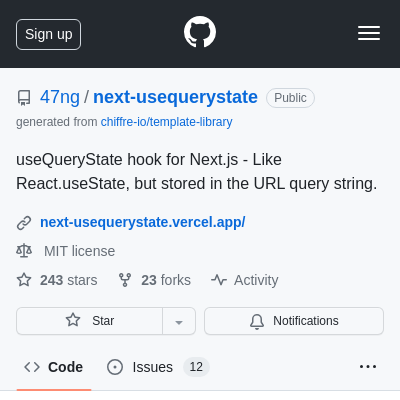 Sign up
47ng / next-usequerystate Public
generated from chiffre-io/template-library
useQueryState hook for Next.js - Like
React.useState, but stored in the URL query string.
next-usequerystate.vercel.app/
MIT license
243 stars 23 forks Activity
Star Notifications
Code Issues 12